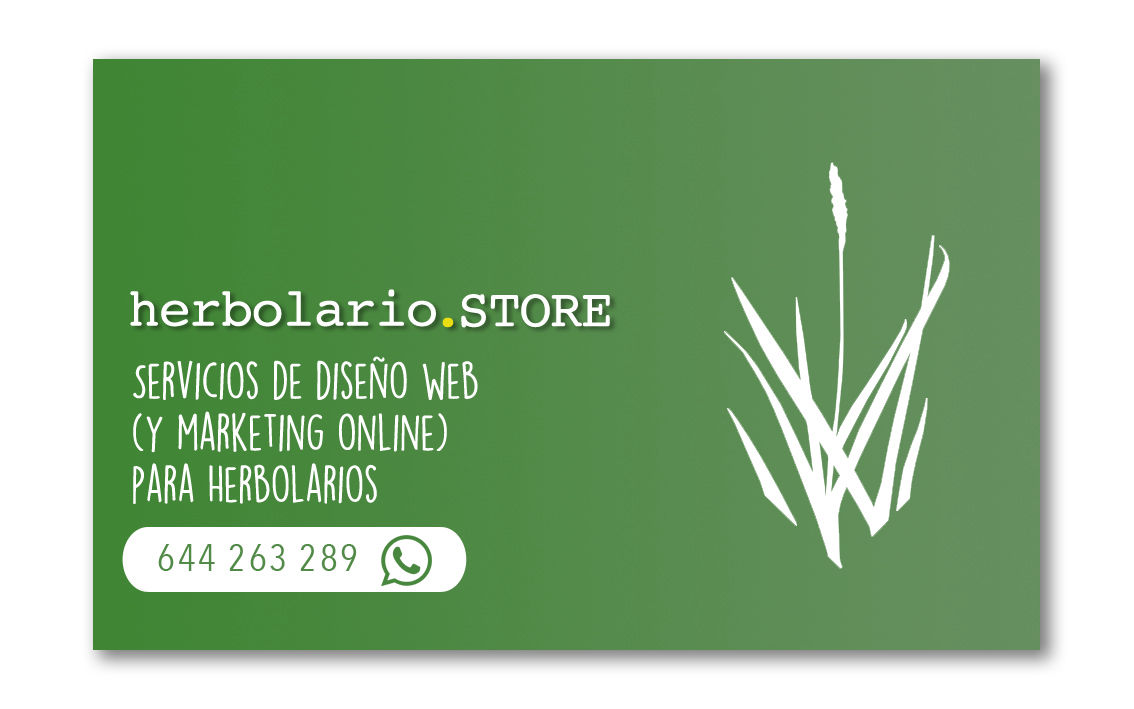 herbolario.STORE
SERVICIOS DE DISEÑO WEB
(Y MARKETING ONLINE)
PARA HERBOLARIOS
644 263 289